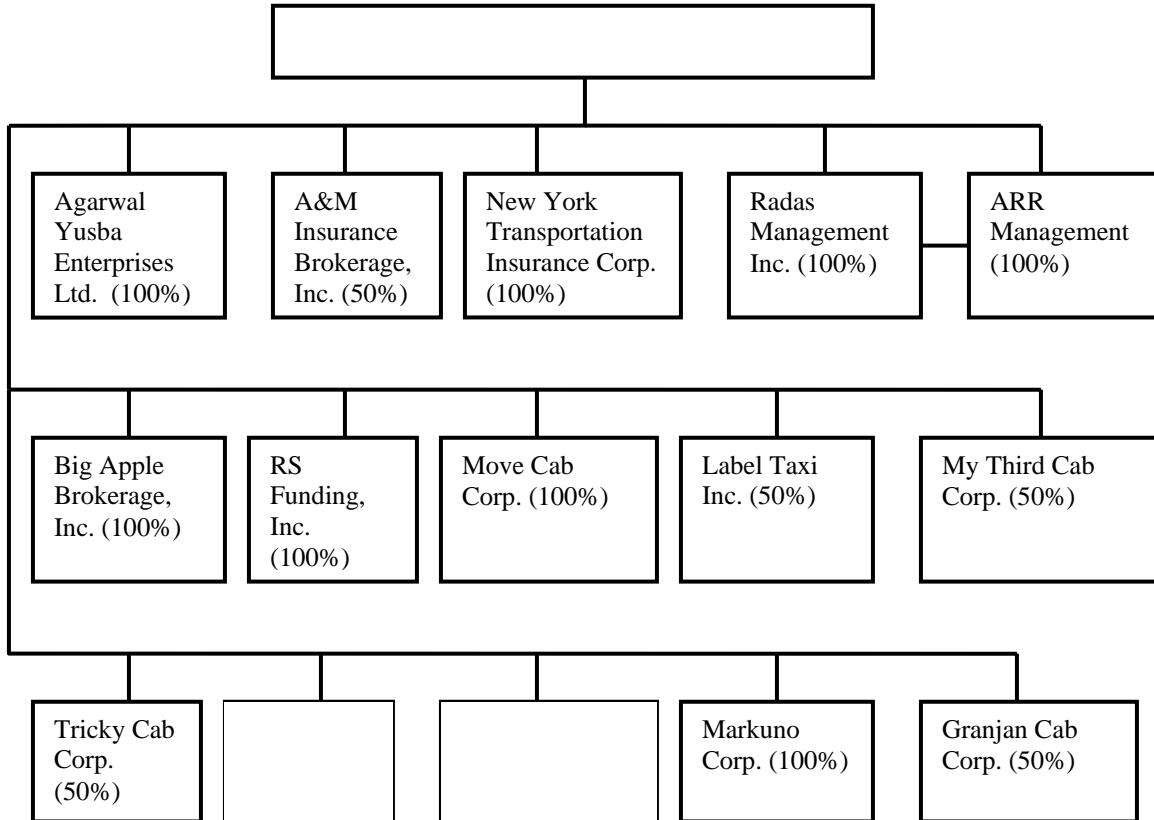 Agarwal
Yusba
Enterprises
Ltd.  (100%)
A&M
Insurance
Brokerage,
Inc. (50%)
New York
Transportation
Insurance Corp.
(100%)
Radas
Management
Inc. (100%)
ARR
Management
(100%)
Big Apple
Brokerage,
Inc. (100%)
RS
Funding,
Inc.
(100%)
Move Cab
Corp. (100%)
Label Taxi
Inc. (50%)
My Third Cab
Corp. (50%)
Tricky Cab
Corp.
(50%)
Markuno
Corp. (100%)
Granjan Cab
Corp. (50%)